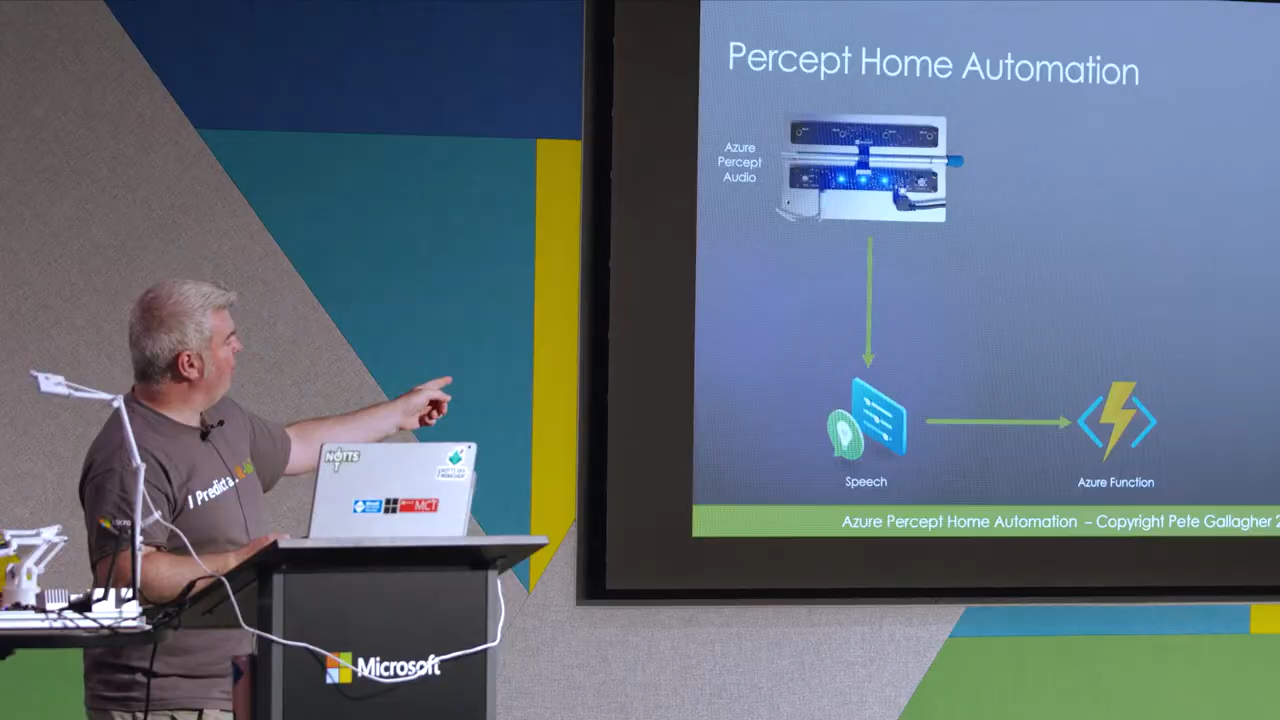 Percept Home Automation
Azure
Percept
Audio
Speech
Azure Function
Azure Percept Home Automation – Copyright Pete Gallagher 2
I Predict a
NOTTS
MCT
Microsoft